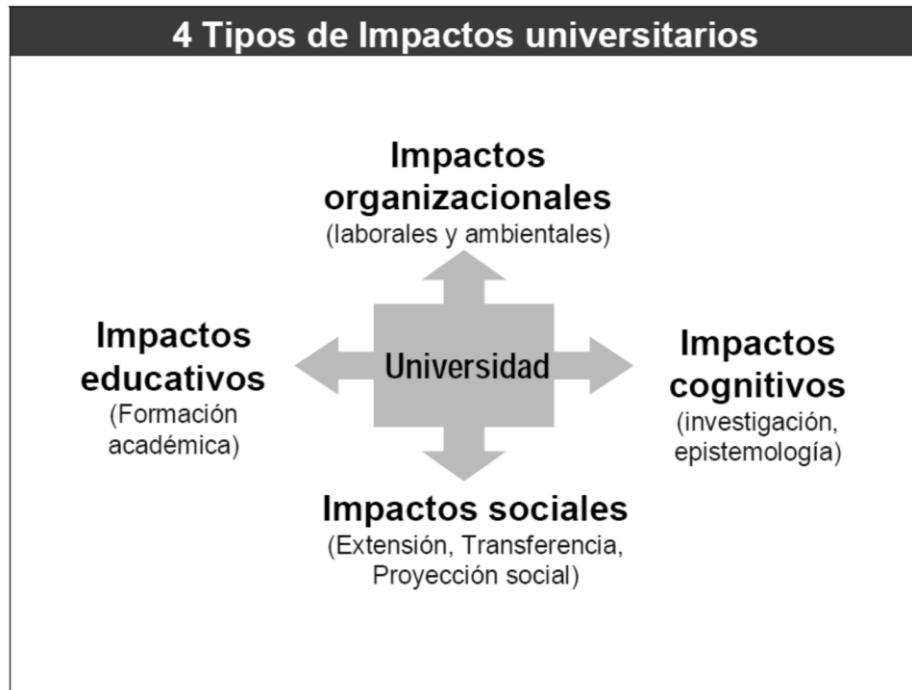 4 Tipos de Impactos universitarios
Impactos
organizacionales
(laborales y ambientales)
Impactos
educativos
(Formación
académica)
Universidad
Impactos
cognitivos
(investigación,
epistemología)
Impactos sociales
(Extensión, Transferencia,
Proyección social)